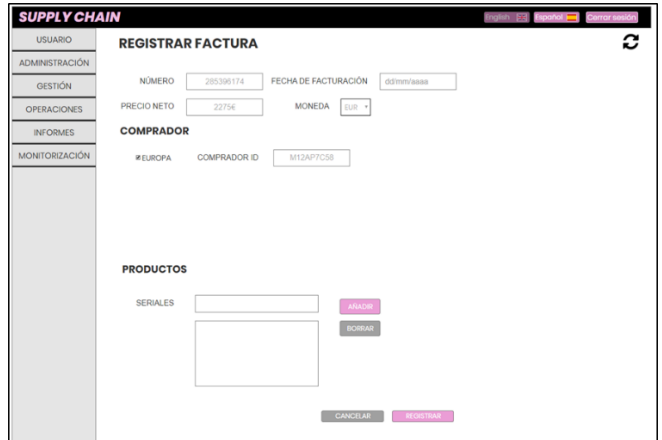 SUPPLY CHAIN
English Español Cerrar sesión
USUARIO
ADMINISTRACIÓN
GESTIÓN
OPERACIONES
INFORMES
MONITORIZACIÓN
REGISTRAR FACTURA
NÚMERO 285396174 FECHA DE FACTURACIÓN dd/mm/aaaa
PRECIO NETO 2275€ MONEDA EUR
COMPRADOR
EUROPA COMPRADOR ID M12AP7C58
PRODUCTOS
SERIALES AÑADIR
BORRAR
CANCELAR REGISTRAR